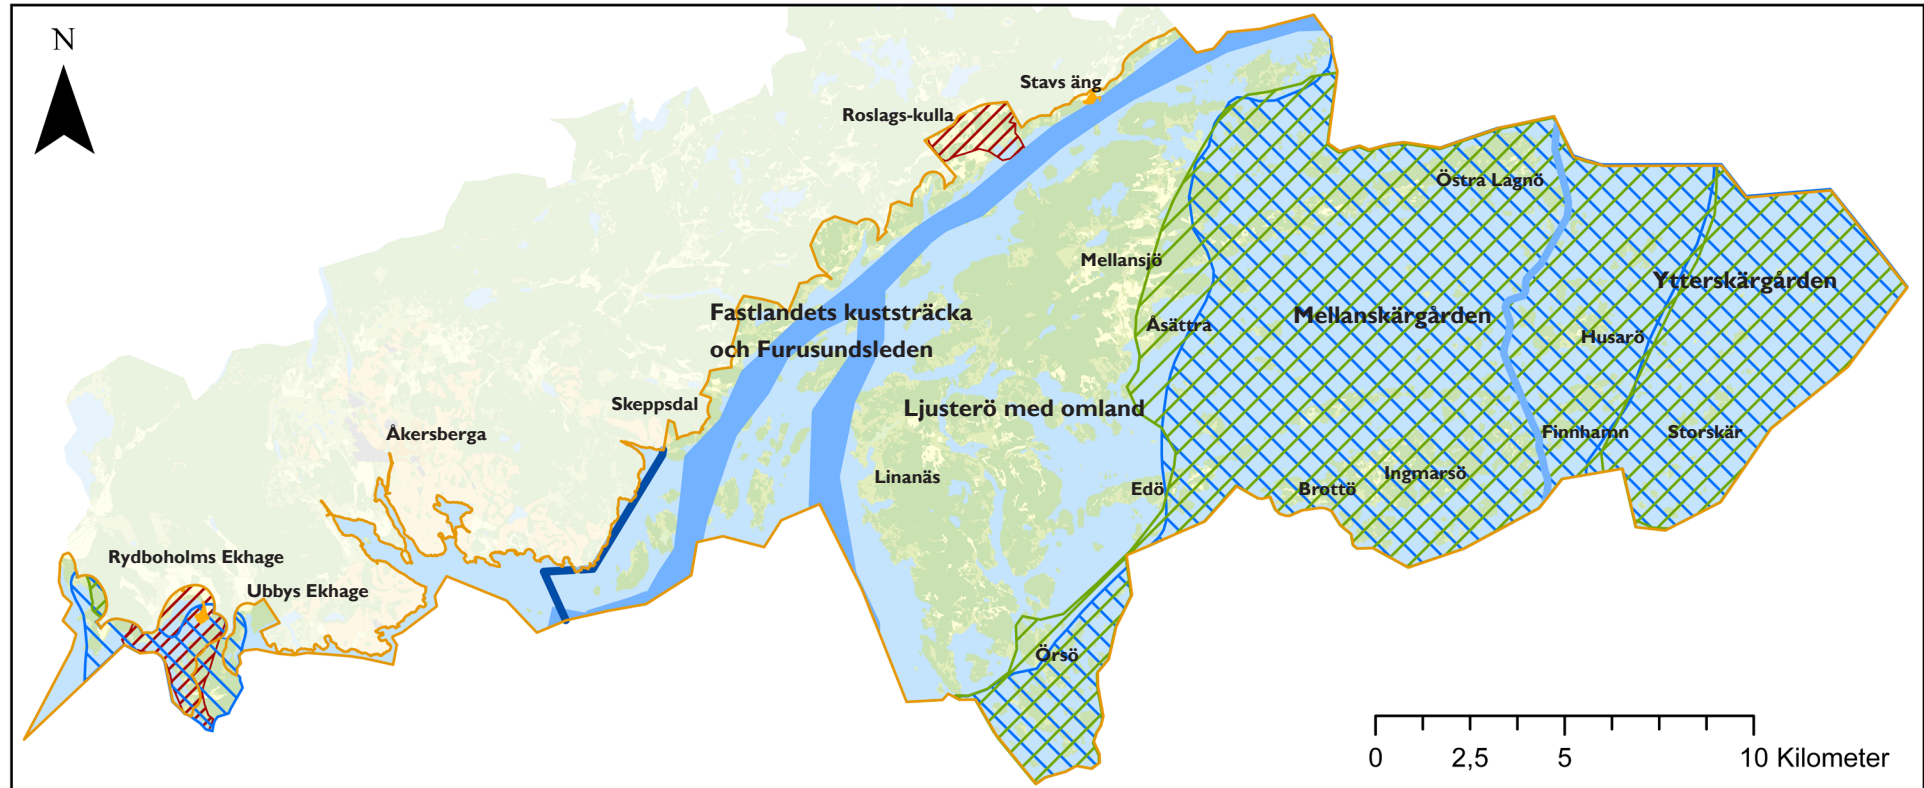 N
Stavs äng
Roslags-kulla
Östra Lagnö
Mellansjö
Ytterskärgården
Fastlandets kuststräcka
och Furusundsleden
Mellanskärgården
Åsättra
Husarö
Skeppsdal
Ljusterö med omland
Åkersberga
Finnhamn
Storskär
Linanäs
Ingmarsö
Edö
Brottö
Rydboholms Ekhage
Ubbys Ekhage
Örsö
0 2,5 5 10 Kilometer